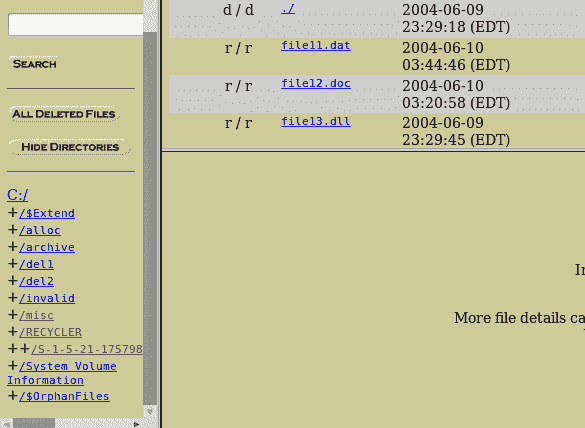 d / d ./ 2004-06-09
23:29:18 (EDT)
r / r file11.dat 2004-06-10
03:44:46 (EDT)
r / r file12.doc 2004-06-10
03:20:58 (EDT)
r / r file13.dll 2004-06-09
23:29:45 (EDT)
SEARCH
ALL DELETED FILES
HIDE DIRECTORIES
C:/
+/$Extend
+/alloc
+/archive
+/del1
+/del2
+/invalid
+/misc
+/RECYCLER
++/S-1-5-21-175798
+/System Volume
Information
+/$OrphanFiles
More file details ca